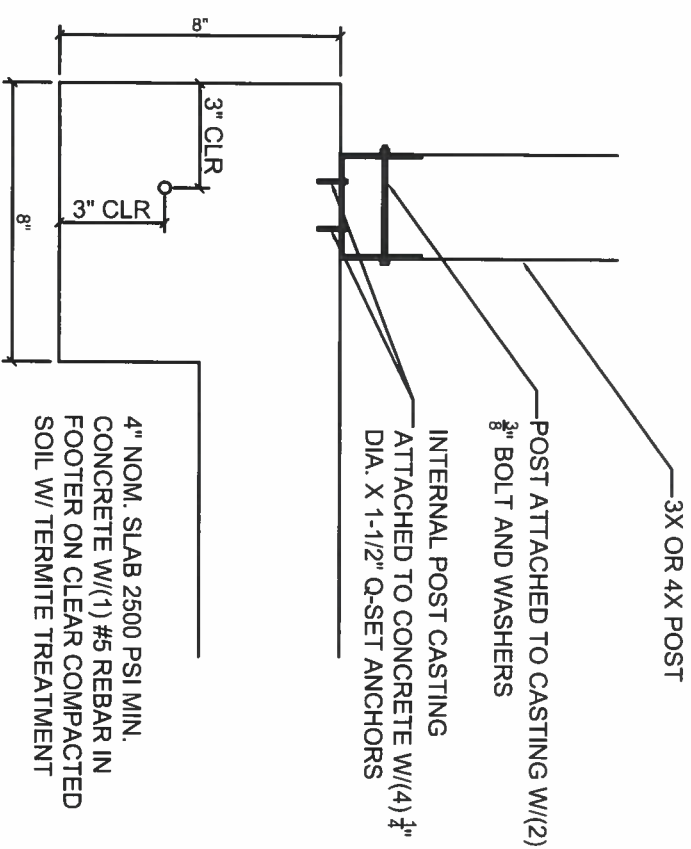 8"
3" CLR
3" CLR
8"
3X OR 4X POST
POST ATTACHED TO CASTING W/(2)
3/8" BOLT AND WASHERS
INTERNAL POST CASTING
ATTACHED TO CONCRETE W/(4) 1/4"
DIA. X 1-1/2" Q-SET ANCHORS
4" NOM. SLAB 2500 PSI MIN.
CONCRETE W/(1) #5 REBAR IN
FOOTER ON CLEAR COMPACTED
SOIL W/ TERMITE TREATMENT